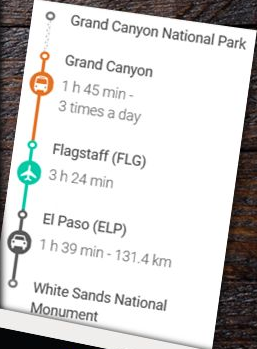 Grand Canyon National Park
Grand Canyon
1 h 45 min -
3 times a day
Flagstaff (FLG)
3 h 24 min
El Paso (ELP)
1 h 39 min - 131.4 km
White Sands National
Monument